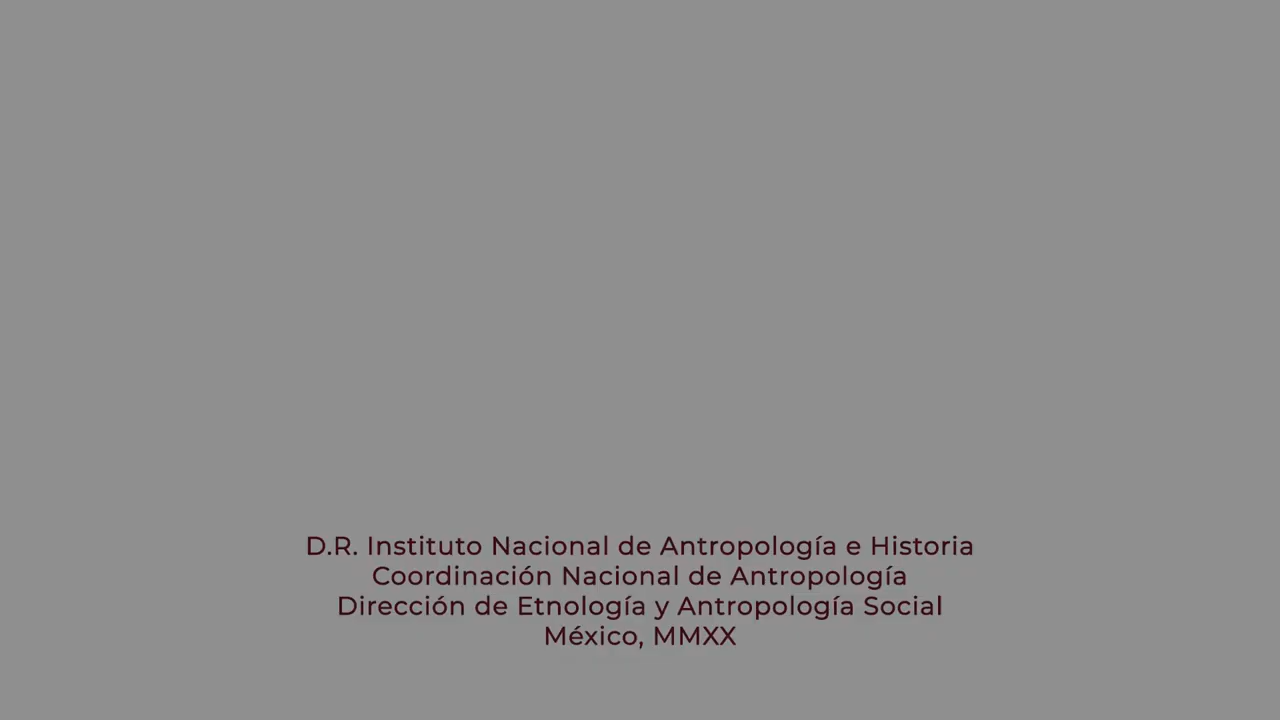 D.R. Instituto Nacional de Antropología e Historia
Coordinación Nacional de Antropología
Dirección de Etnología y Antropología Social
México, MMXX